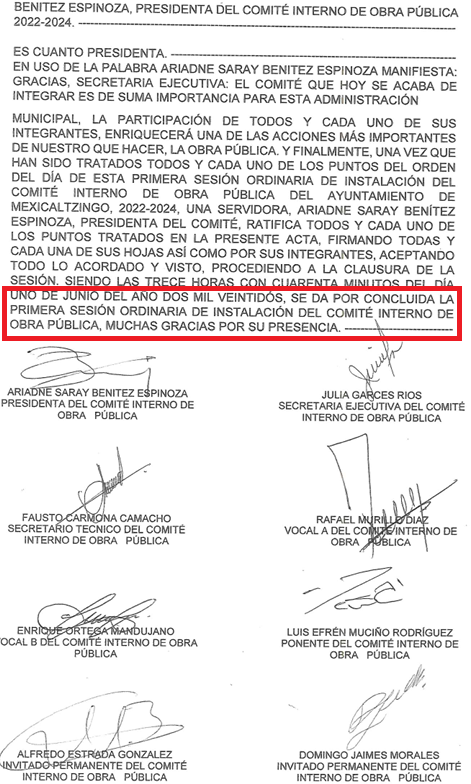 BENITEZ ESPINOZA, PRESIDENTA DEL COMITÉ INTERNO DE OBRA PÚBLICA
2022-2024. ---
ES CUANTO PRESIDENTA. ---
EN USO DE LA PALABRA ARIADNE SARAY BENITEZ ESPINOZA MANIFIESTA:
GRACIAS, SECRETARIA EJECUTIVA: EL COMITÉ QUE HOY SE ACABA DE
INTEGRAR ES DE SUMA IMPORTANCIA PARA ESTA ADMINISTRACIÓN
MUNICIPAL, LA PARTICIPACIÓN DE TODOS Y CADA UNO DE SUS
INTEGRANTES, ENRIQUECERÁ UNA DE LAS ACCIONES MÁS IMPORTANTES
DE NUESTRO QUE HACER, LA OBRA PÚBLICA. Y FINALMENTE, UNA VEZ QUE
HAN SIDO TRATADOS TODOS Y CADA UNO DE LOS PUNTOS DEL ORDEN
DEL DÍA DE ESTA PRIMERA SESIÓN ORDINARIA DE INSTALACIÓN DEL
COMITÉ INTERNO DE OBRA PÚBLICA DEL AYUNTAMIENTO DE
MEXICALTZINGO, 2022-2024, UNA SERVIDORA, ARIADNE SARAY BENÍTEZ
ESPINOZA, PRESIDENTA DEL COMITÉ, RATIFICA TODOS Y CADA UNO DE
LOS PUNTOS TRATADOS EN LA PRESENTE ACTA, FIRMANDO TODAS Y
CADA UNA DE SUS HOJAS ASÍ COMO POR SUS INTEGRANTES, ACEPTANDO
TODO LO ACORDADO Y VISTO, PROCEDIENDO A LA CLAUSURA DE LA
SESIÓN. SIENDO LAS TRECE HORAS CON CUARENTA MINUTOS DEL DÍA
UNO DE JUNIO DEL AÑO DOS MIL VEINTIDÓS, SE DA POR CONCLUIDA LA
PRIMERA SESIÓN ORDINARIA DE INSTALACIÓN DEL COMITÉ INTERNO DE
OBRA PÚBLICA, MUCHAS GRACIAS POR SU PRESENCIA. ---
ARIADNE SARAY BENITEZ ESPINOZA
PRESIDENTA DEL COMITÉ INTERNO DE
OBRA PÚBLICA
JULIA GARCES RIOS
SECRETARIA EJECUTIVA DEL COMITÉ
INTERNO DE OBRA PÚBLICA
FAUSTO CARMONA CAMACHO
SECRETARIO TECNICO DEL COMITÉ
INTERNO DE OBRA PÚBLICA
RAFAEL MURILLO DIAZ
VOCAL A DEL COMITÉ INTERNO DE
OBRA PÚBLICA
ENRIQUE ORTEGA MANDUJANO
VOCAL B DEL COMITÉ INTERNO DE OBRA
PÚBLICA
LUIS EFRÉN MUCIÑO RODRÍGUEZ
PONENTE DEL COMITÉ INTERNO DE
OBRA PÚBLICA
ALFREDO ESTRADA GONZALEZ
INVITADO PERMANENTE DEL COMITÉ
INTERNO DE OBRA PÚBLICA
DOMINGO JAIMES MORALES
INVITADO PERMANENTE DEL COMITÉ
INTERNO DE OBRA PÚBLICA